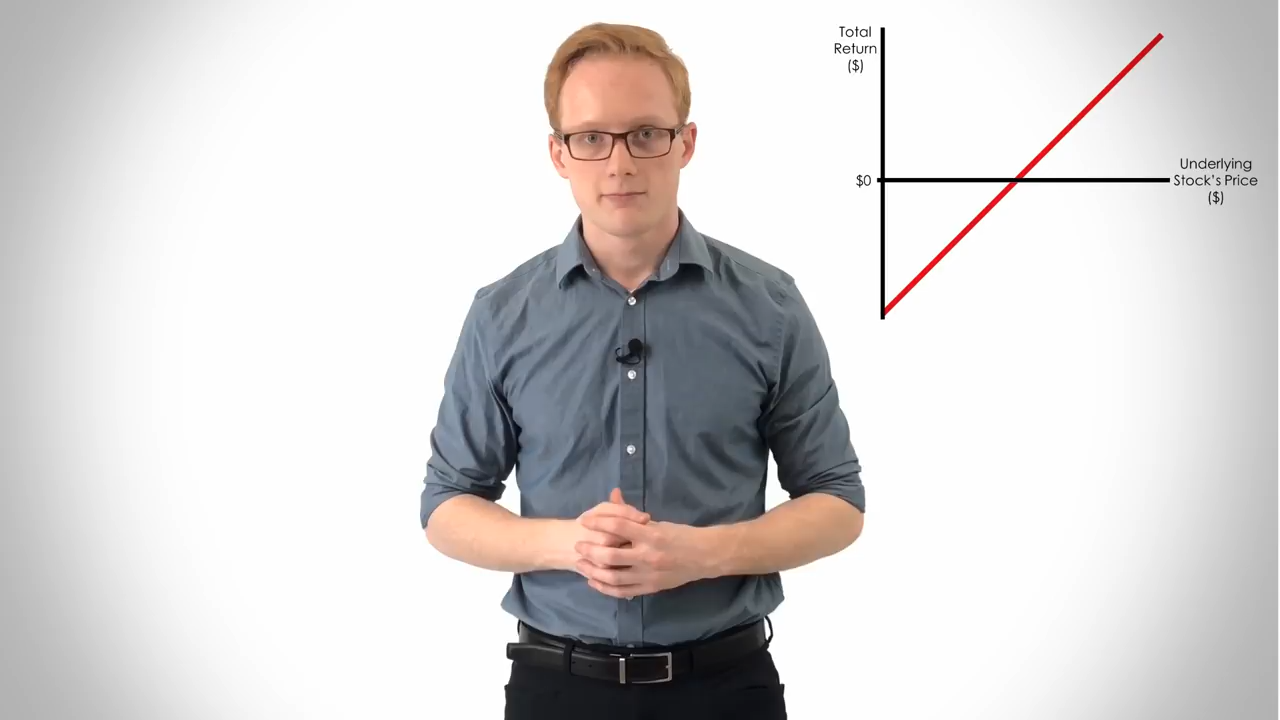 Total
Return
($)
$0
Underlying
Stock's Price
($)